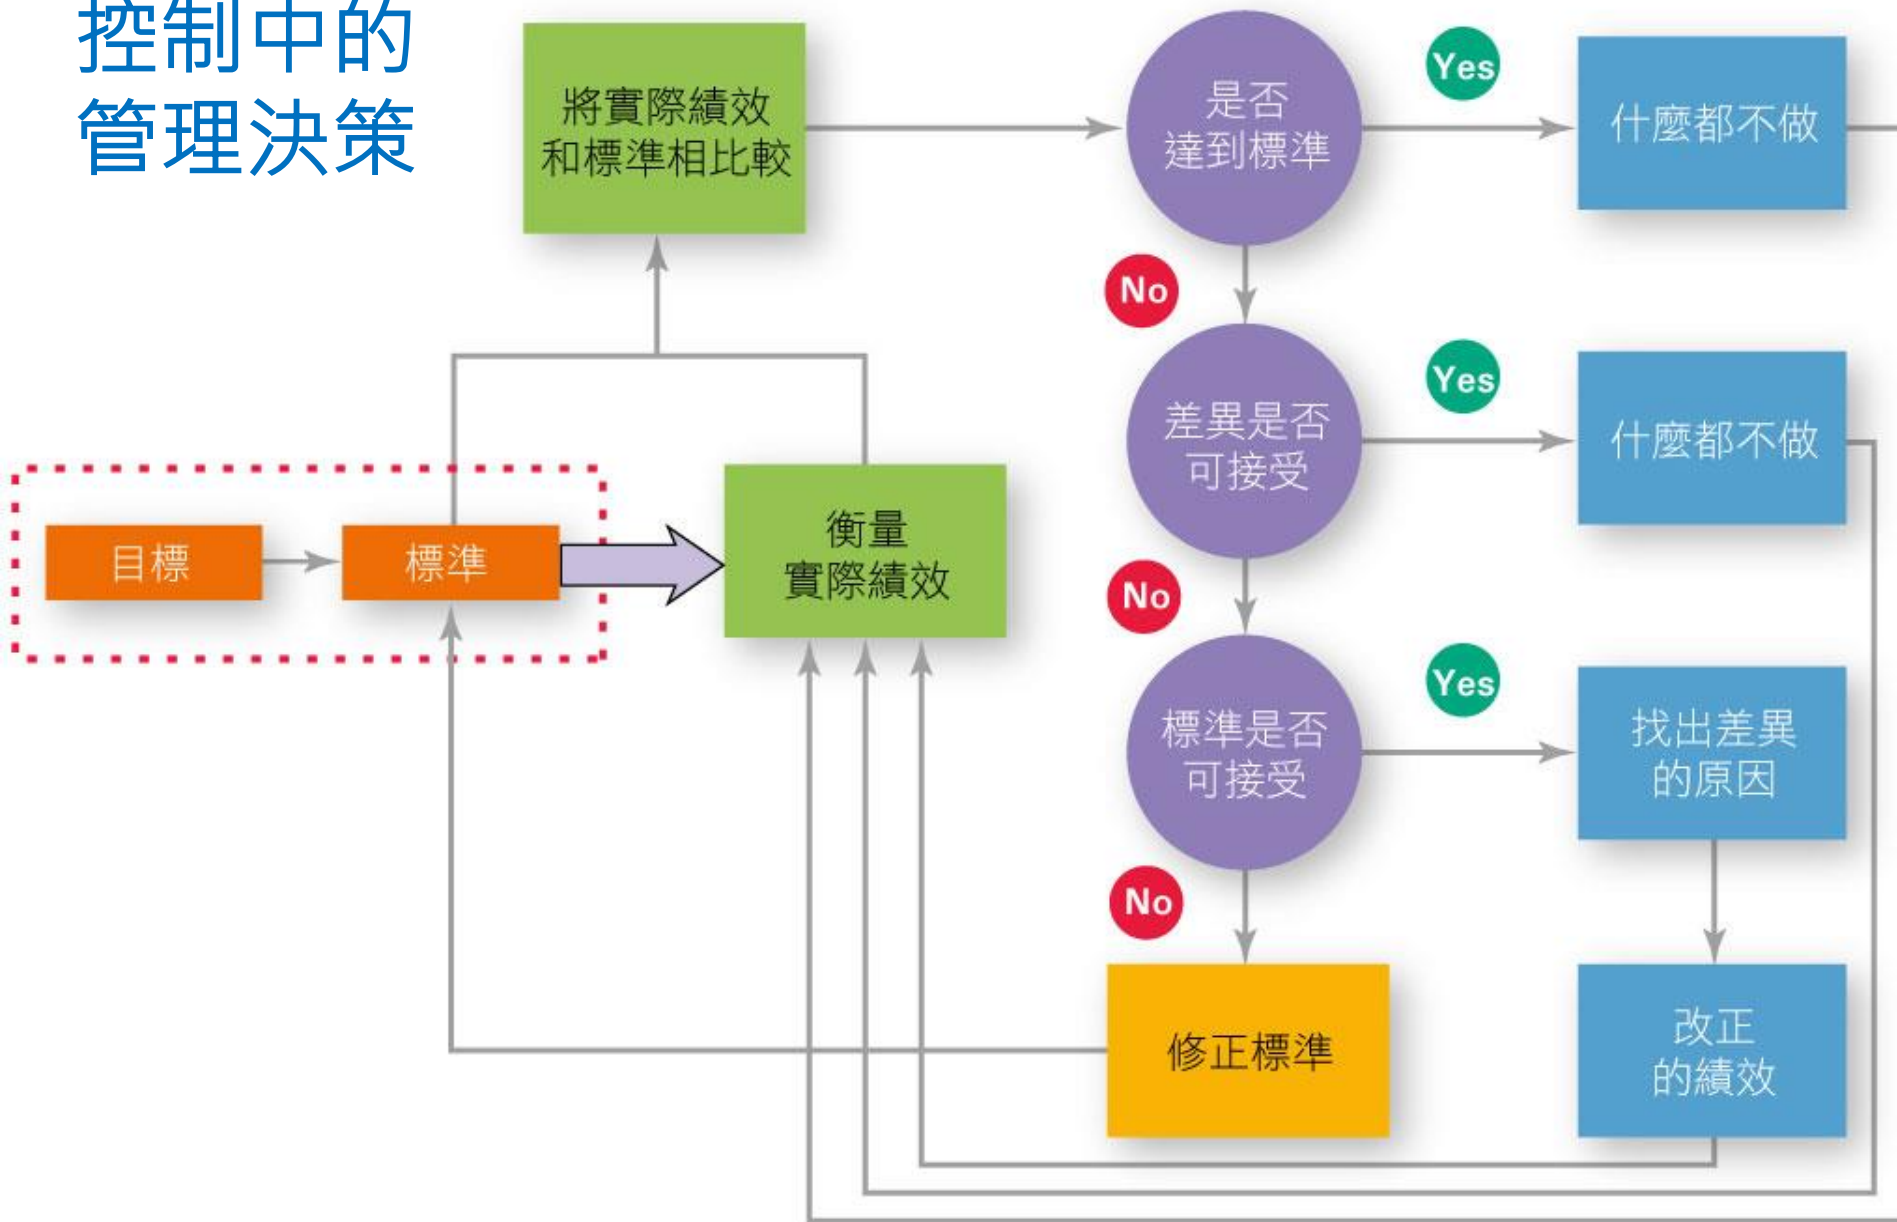 控制中的
管理決策
將實際績效
和標準相比較
是否
達到標準
Yes
什麼都不做
No
差異是否
可接受
Yes
什麼都不做
目標
標準
衡量
實際績效
No
標準是否
可接受
Yes
找出差異
的原因
No
修正標準
改正
的績效